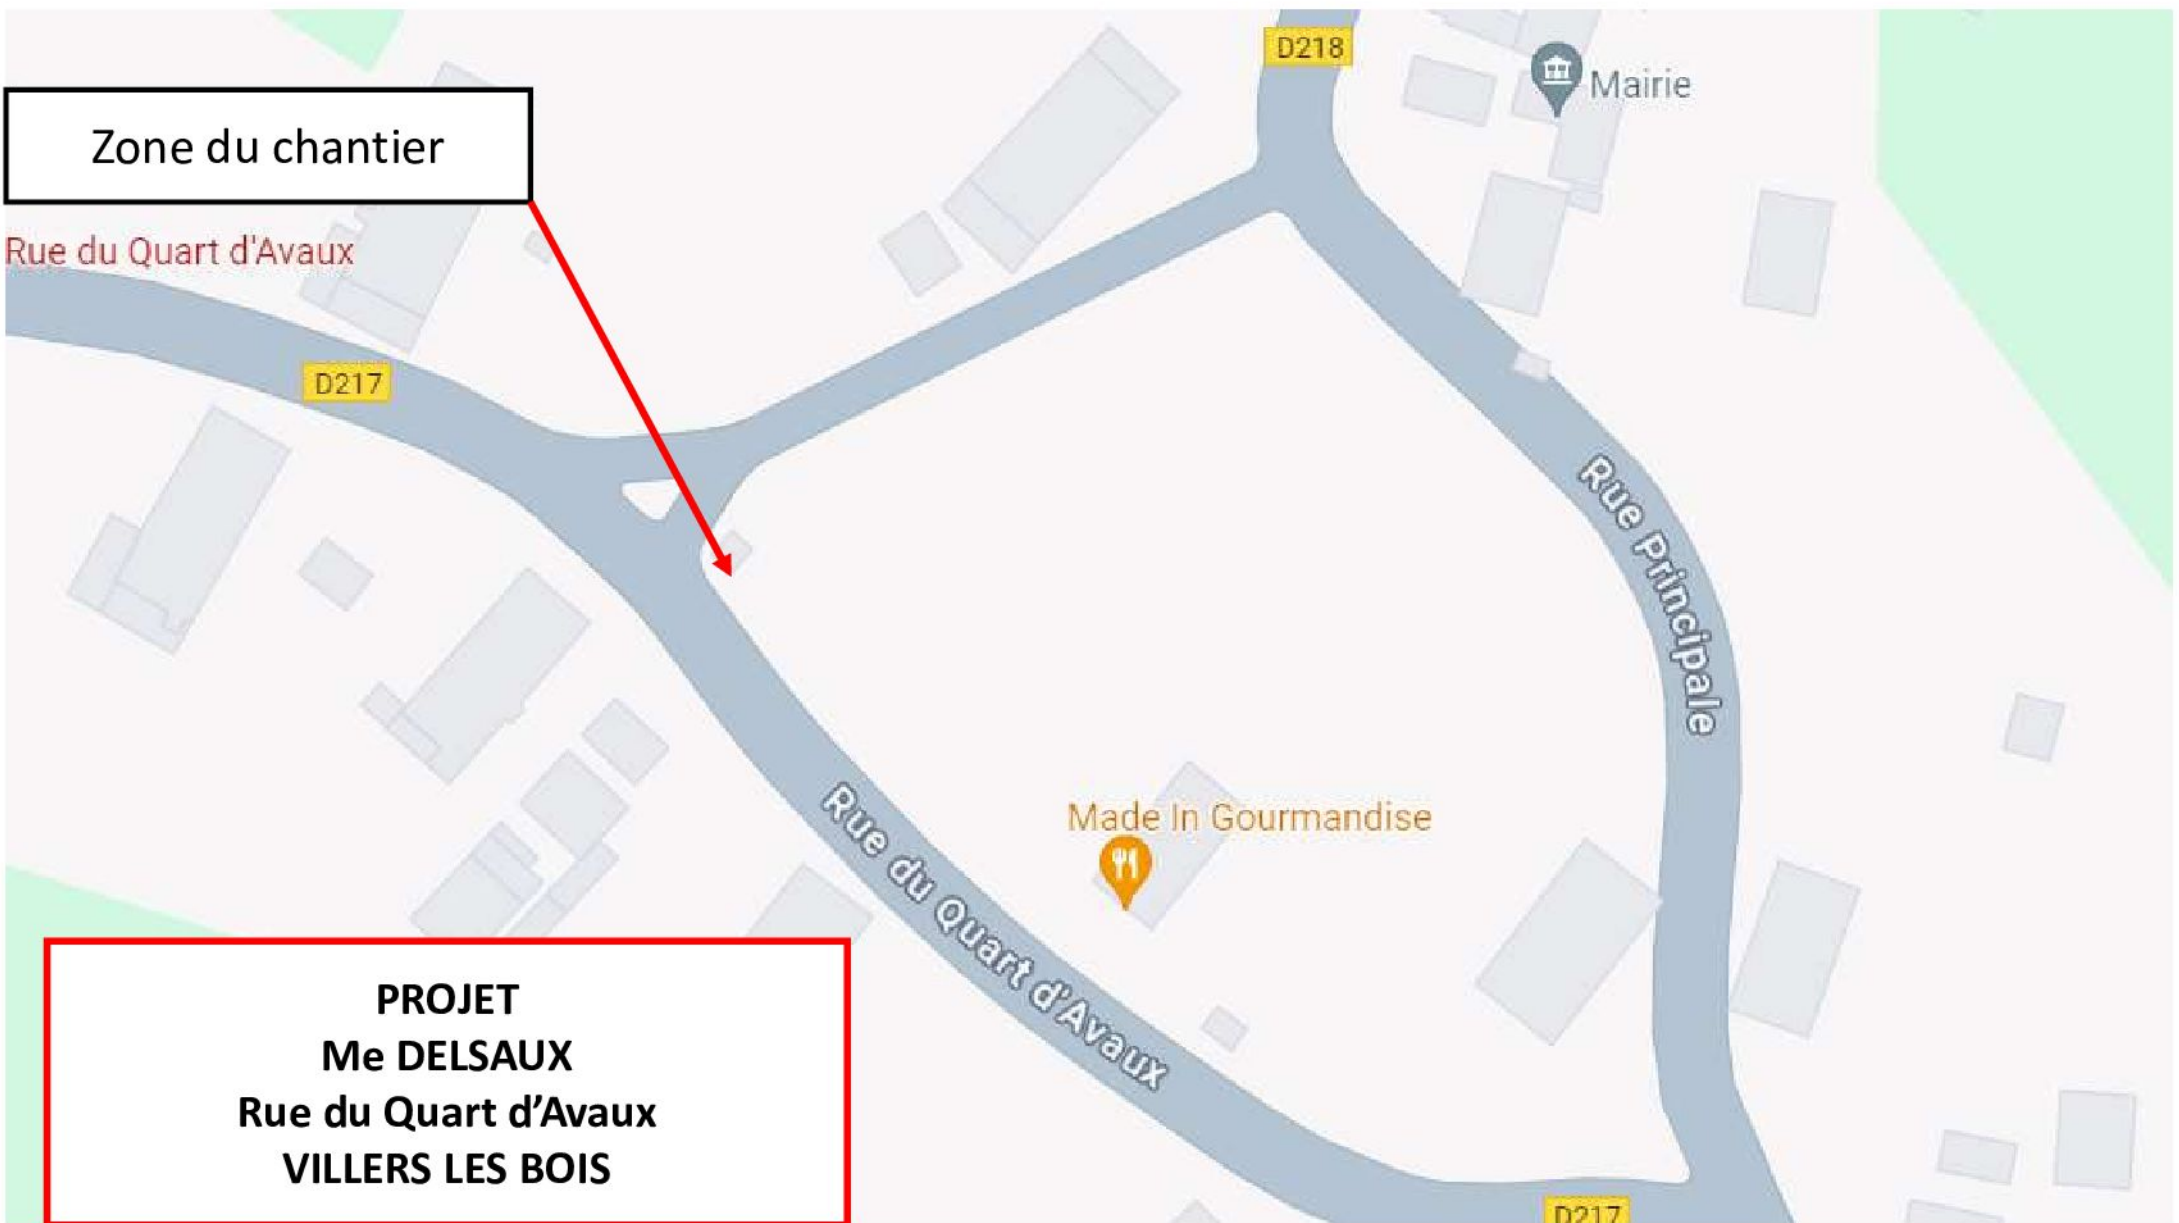 D218
Mairie
Zone du chantier
Rue du Quart d'Avaux
D217
Rue Principale
Made In Gourmandise
Rue du Quart d'Avaux
PROJET
Me DELSAUX
Rue du Quart d’Avaux
VILLERS LES BOIS
D217